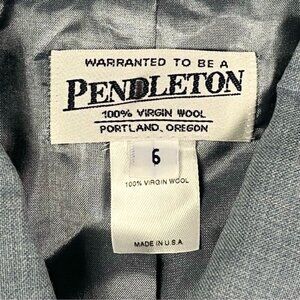 WARRANTED TO BE A
PENDLETON
100% VIRGIN WOOL
PORTLAND, OREGON
6
100% VIRGIN WOOL
MADE IN U.S.A